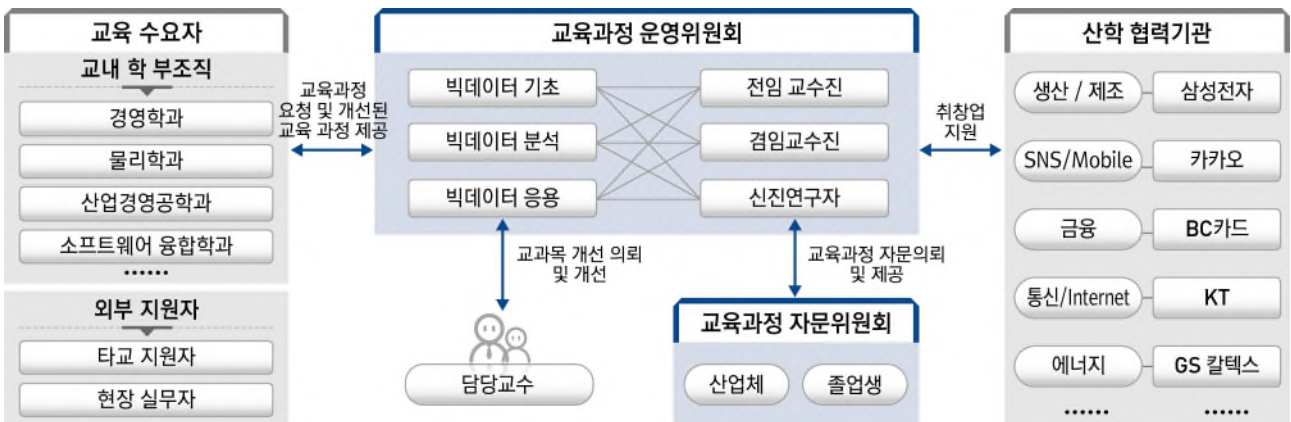 교육 수요자
교내 학 부조직
경영학과
물리학과
산업경영공학과
소프트웨어 융합학과
......
외부 지원자
타교 지원자
현장 실무자
교육과정
요청 및 개선된
교육 과정 제공
교육과정 운영위원회
빅데이터 기초
빅데이터 분석
빅데이터 응용
전임 교수진
겸임교수진
신진연구자
교과목 개선 의뢰
및 개선
담당교수
교육과정 자문의뢰
및 제공
교육과정 자문위원회
산업체
졸업생
취창업
지원
산학 협력기관
생산 / 제조
삼성전자
SNS/Mobile
카카오
금융
BC카드
통신/Internet
KT
에너지
GS 칼텍스
......
......